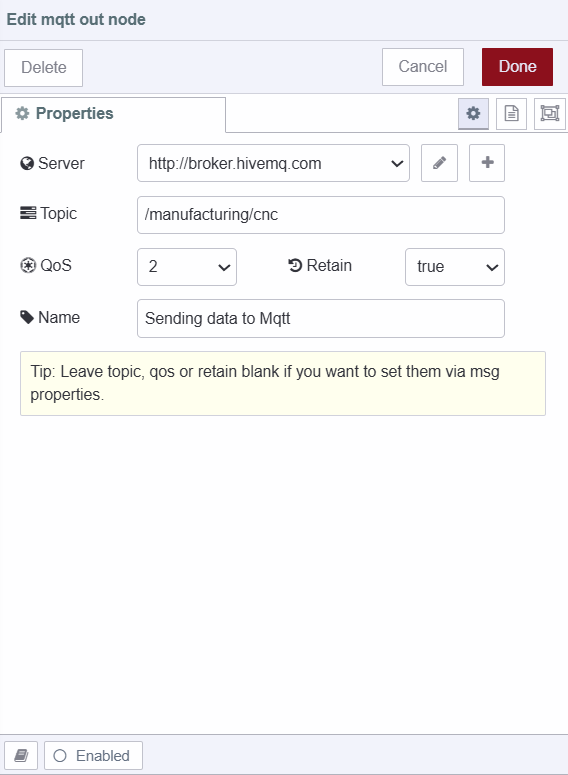 Edit mqtt out node
Delete
Cancel
Done
Properties
Server
http://broker.hivemq.com
Topic
/manufacturing/cnc
QoS
2
Retain
true
Name
Sending data to Mqtt
Tip: Leave topic, qos or retain blank if you want to set them via msg
properties.
Enabled